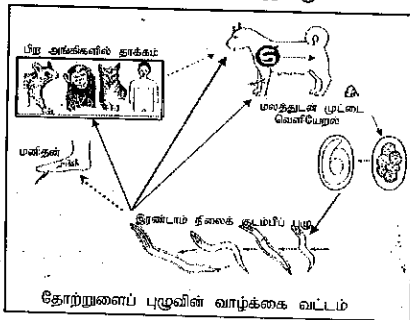 பிற அங்கிகளில் தாக்கம்
மலத்துடன் முட்டை
வெளியேறல்
மனிதன்
இரண்டாம் நிலைக் குடம்பிப் புழு
தோற்றுளைப் புழுவின் வாழ்க்கை வட்டம்